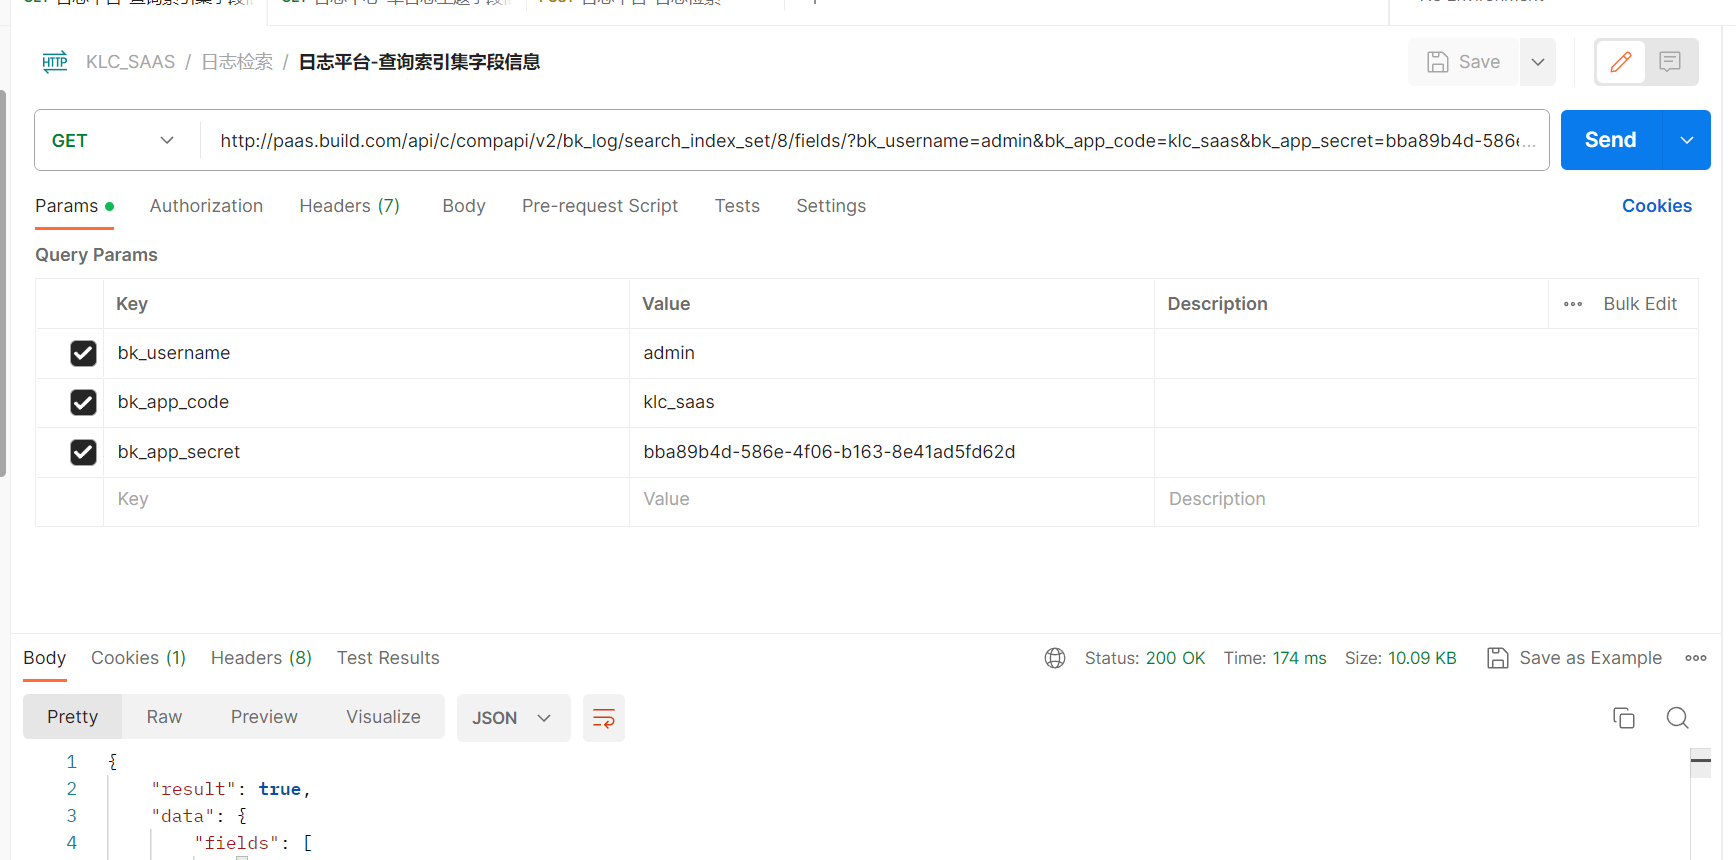 KLC_SAAS / 日志检索 / 日志平台-查询索引集字段信息
Save
GET
http://paas.build.com/api/c/compapi/v2/bk_log/search_index_set/8/fields/?bk_username=admin&bk_app_code=klc_saas&bk_app_secret=bba89b4d-586e...
Send
Params
Authorization
Headers (7)
Body
Pre-request Script
Tests
Settings
Cookies
Query Params
Key
Value
Description
Bulk Edit
bk_username
admin
bk_app_code
klc_saas
bk_app_secret
bba89b4d-586e-4f06-b163-8e41ad5fd62d
Key
Value
Description
Body
Cookies (1)
Headers (8)
Test Results
Status: 200 OK
Time: 174 ms
Size: 10.09 KB
Save as Example
Pretty
Raw
Preview
Visualize
JSON
1 {
2 "result": true,
3 "data": {
4 "fields": [